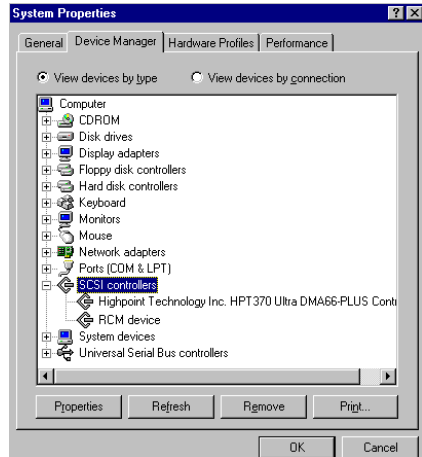 System Properties
General Device Manager Hardware Profiles Performance
View devices by type View devices by connection
Computer
CDROM
Disk drives
Display adapters
Floppy disk controllers
Hard disk controllers
Keyboard
Monitors
Mouse
Network adapters
Ports (COM & LPT)
SCSI controllers
Highpoint Technology Inc. HPT370 Ultra DMA66-PLUS Contr
RCM device
System devices
Universal Serial Bus controllers
Properties Refresh Remove Print...
OK Cancel